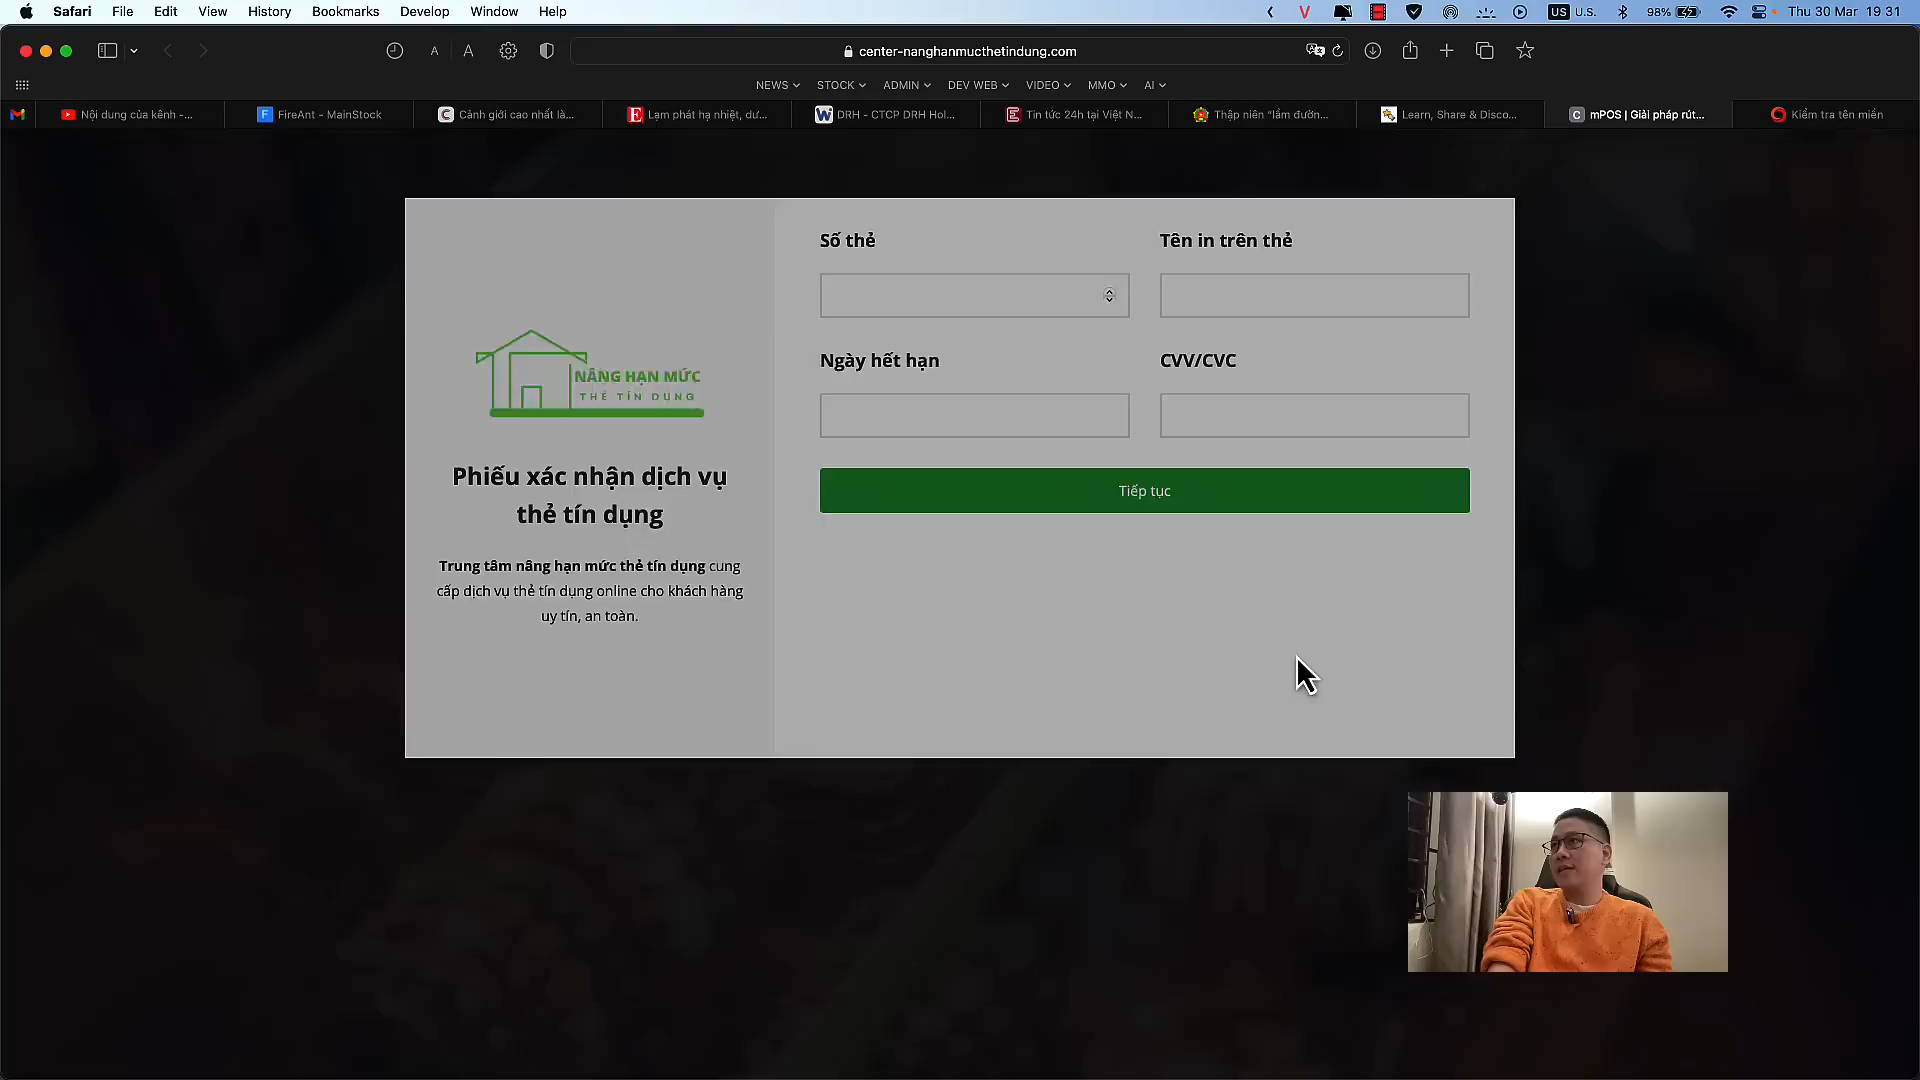 Safari File Edit View History Bookmarks Develop Window Help
US U.S. 98% Thu 30 Mar 19 31
A A center-nanghanmucthetindung.com
NEWS STOCK ADMIN DEV WEB VIDEO MMO AI
Nội dung của kênh -... FireAnt - MainStock Cảnh giới cao nhất là... Lạm phát hạ nhiệt, dư... DRH - CTCP DRH Hol... Tin tức 24h tại Việt N... Thập niên “lầm đườn... Learn, Share & Disco... mPOS | Giải pháp rút... Kiểm tra tên miền
Số thẻ
Tên in trên thẻ
Ngày hết hạn
CVV/CVC
Tiếp tục
NÂNG HẠN MỨC
THẺ TÍN DỤNG
Phiếu xác nhận dịch vụ
thẻ tín dụng
Trung tâm nâng hạn mức thẻ tín dụng cung
cấp dịch vụ thẻ tín dụng online cho khách hàng
uy tín, an toàn.